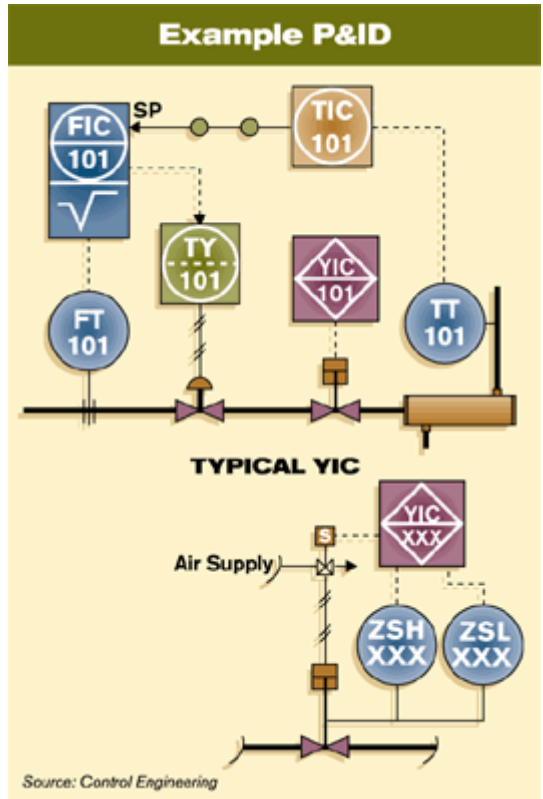 Example P&ID
SP
FIC
101
TIC
101
TY
101
YIC
101
FT
101
TT
101
TYPICAL YIC
YIC
XXX
S
Air Supply
ZSH
XXX
ZSL
XXX
Source: Control Engineering